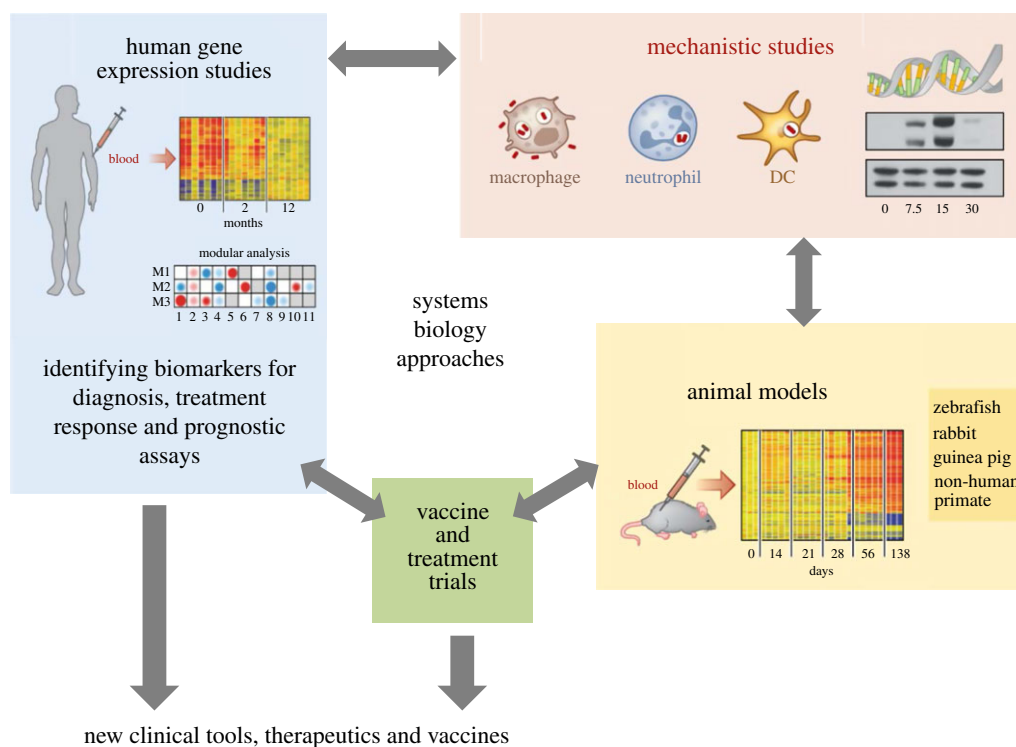 human gene
expression studies
blood
0 2 12
months
modular analysis
M1
M2
M3
1 2 3 4 5 6 7 8 9 10 11
identifying biomarkers for
diagnosis, treatment
response and prognostic
assays
mechanistic studies
macrophage
neutrophil
DC
0 7.5 15 30
systems
biology
approaches
animal models
blood
0 14 21 28 56 138
days
zebrafish
rabbit
guinea pig
non-human
primate
vaccine
and
treatment
trials
new clinical tools, therapeutics and vaccines